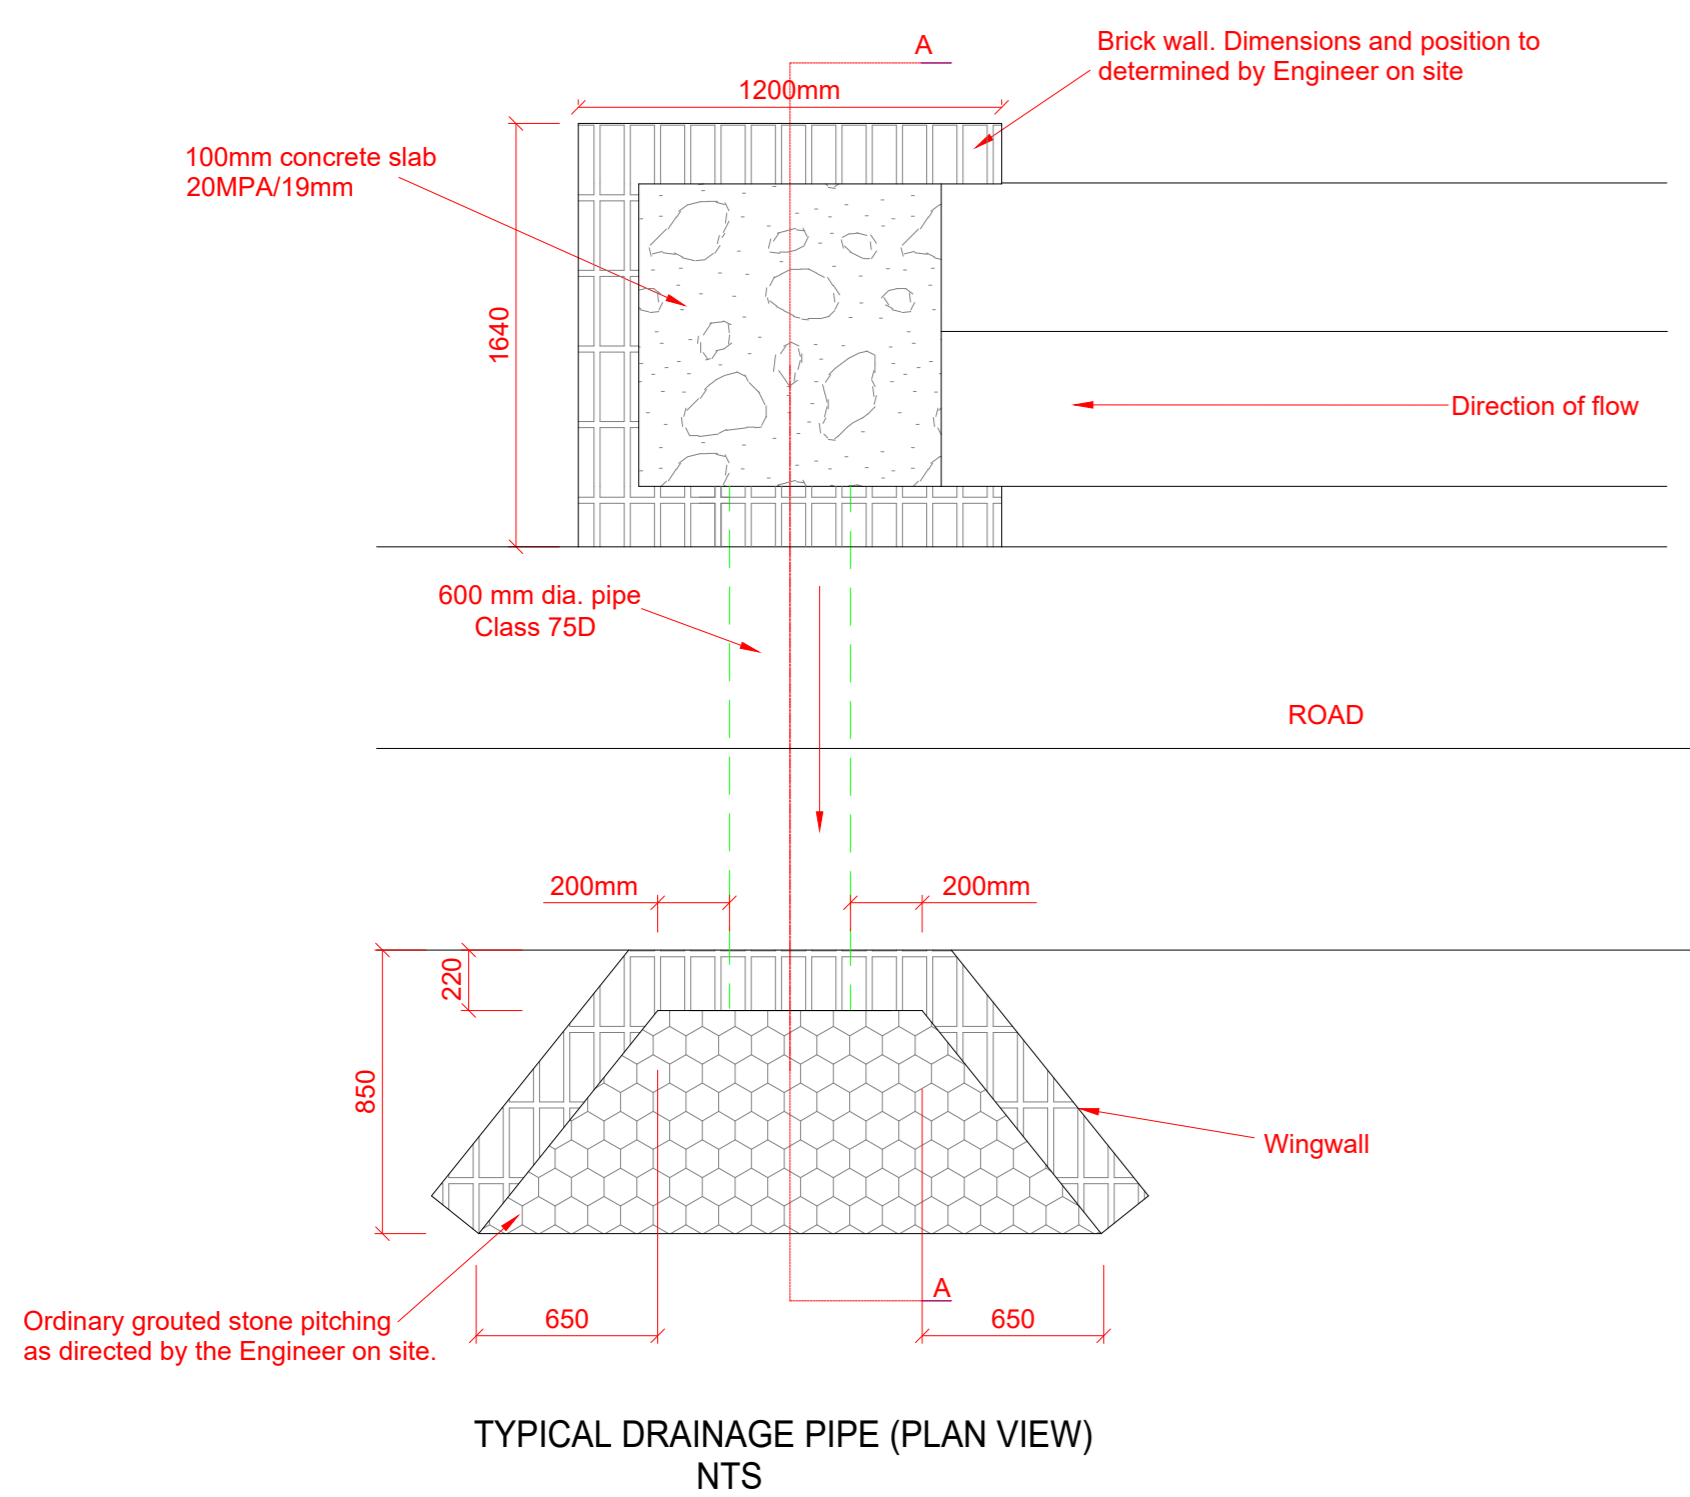 A
Brick wall. Dimensions and position to
determined by Engineer on site
1200mm
100mm concrete slab
20MPA/19mm
1640
Direction of flow
600 mm dia. pipe
Class 75D
ROAD
200mm
200mm
220
850
Wingwall
A
Ordinary grouted stone pitching
as directed by the Engineer on site.
650
650
TYPICAL DRAINAGE PIPE (PLAN VIEW)
NTS